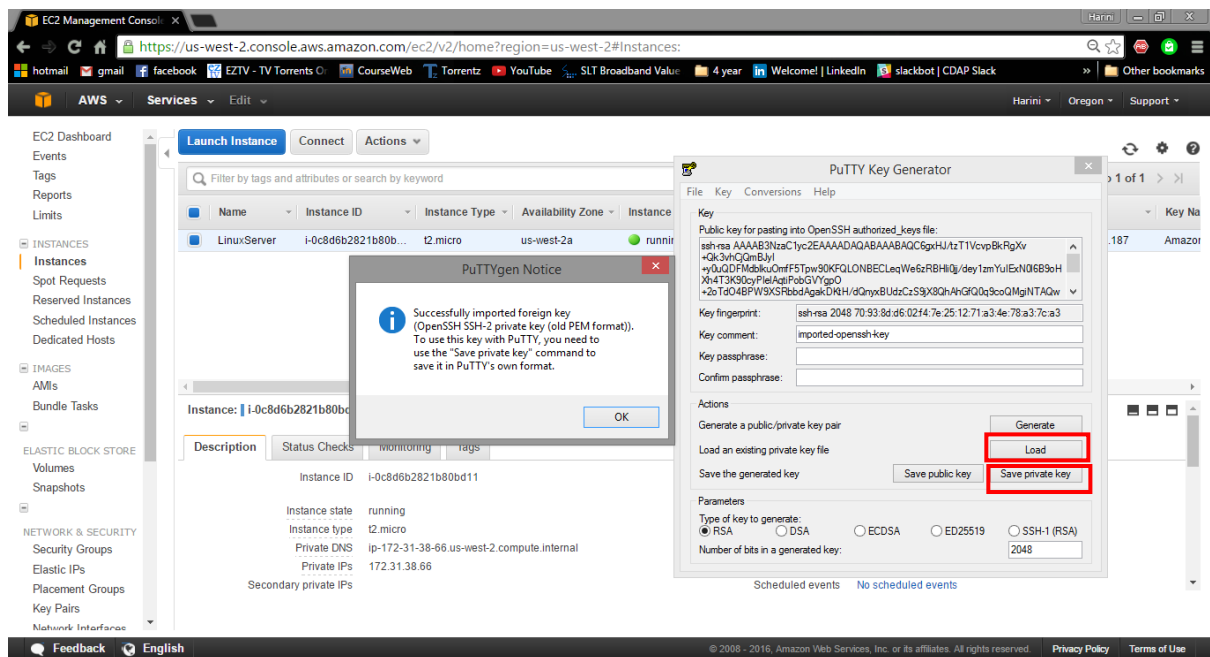 EC2 Management Console
Harini
https://us-west-2.console.aws.amazon.com/ec2/v2/home?region=us-west-2#Instances:
hotmail gmail facebook EZTV - TV Torrents O CourseWeb Torrentz YouTube SLT Broadband Value 4 year Welcome! | LinkedIn slackbot | CDAP Slack » Other bookmarks
AWS Services Edit Harini Oregon Support
EC2 Dashboard
Events
Tags
Reports
Limits
INSTANCES
Instances
Spot Requests
Reserved Instances
Scheduled Instances
Dedicated Hosts
IMAGES
AMIs
Bundle Tasks
ELASTIC BLOCK STORE
Volumes
Snapshots
NETWORK & SECURITY
Security Groups
Elastic IPs
Placement Groups
Key Pairs
Network Interfaces
Launch Instance Connect Actions
Filter by tags and attributes or search by keyword
1 of 1
Name Instance ID Instance Type Availability Zone Instance
Key Na
LinuxServer i-0c8d6b2821b80b... t2.micro us-west-2a runnin
.187 Amazon
PuTTYgen Notice
Successfully imported foreign key
(OpenSSH SSH-2 private key (old PEM format)).
To use this key with PuTTY, you need to
use the "Save private key" command to
save it in PuTTY's own format.
OK
Instance: i-0c8d6b2821b80bd
Description Status Checks Monitoring Tags
Instance ID i-0c8d6b2821b80bd11
Instance state running
Instance type t2.micro
Private DNS ip-172-31-38-66.us-west-2.compute.internal
Private IPs 172.31.38.66
Secondary private IPs
Scheduled events No scheduled events
PuTTY Key Generator
File Key Conversions Help
Key
Public key for pasting into OpenSSH authorized_keys file:
ssh-rsa
Key fingerprint: ssh-rsa 2048 70:93:8d:d6:02:f4:7e:25:12:71:a3:4e:78:a3:7c:a3
Key comment: imported-openssh-key
Key passphrase:
Confirm passphrase:
Actions
Generate a public/private key pair Generate
Load an existing private key file Load
Save the generated key Save public key Save private key
Parameters
Type of key to generate:
RSA DSA ECDSA ED25519 SSH-1 (RSA)
Number of bits in a generated key: 2048
Feedback English
© 2008 - 2016, Amazon Web Services, Inc. or its affiliates. All rights reserved. Privacy Policy Terms of Use